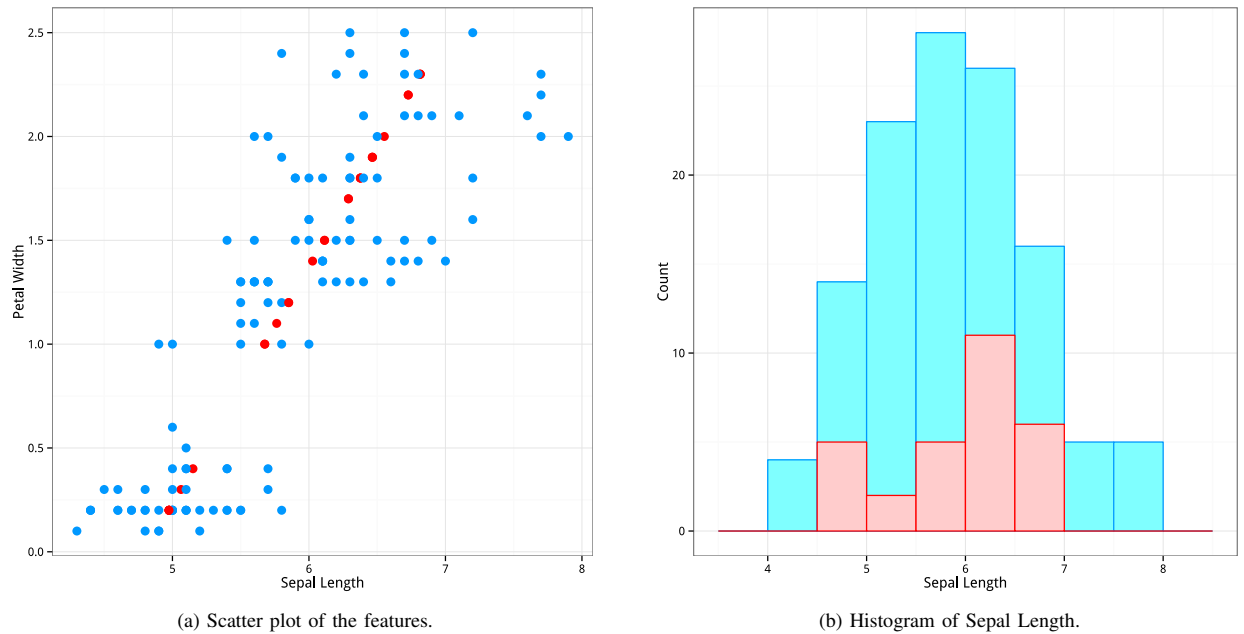 2.5
2.0
1.5
1.0
0.5
0.0
Petal Width
5 6 7 8
Sepal Length
(a) Scatter plot of the features.
20
10
0
Count
4 5 6 7 8
Sepal Length
(b) Histogram of Sepal Length.